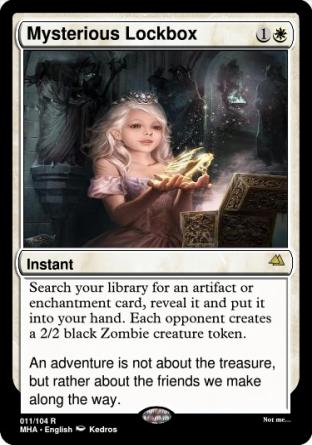 Mysterious Lockbox 1
Instant
Search your library for an artifact or
enchantment card, reveal it and put it
into your hand. Each opponent creates
a 2/2 black Zombie creature token.
An adventure is not about the treasure,
but rather about the friends we make
along the way.
011/104 R
Not me...
MHA • English Kedros